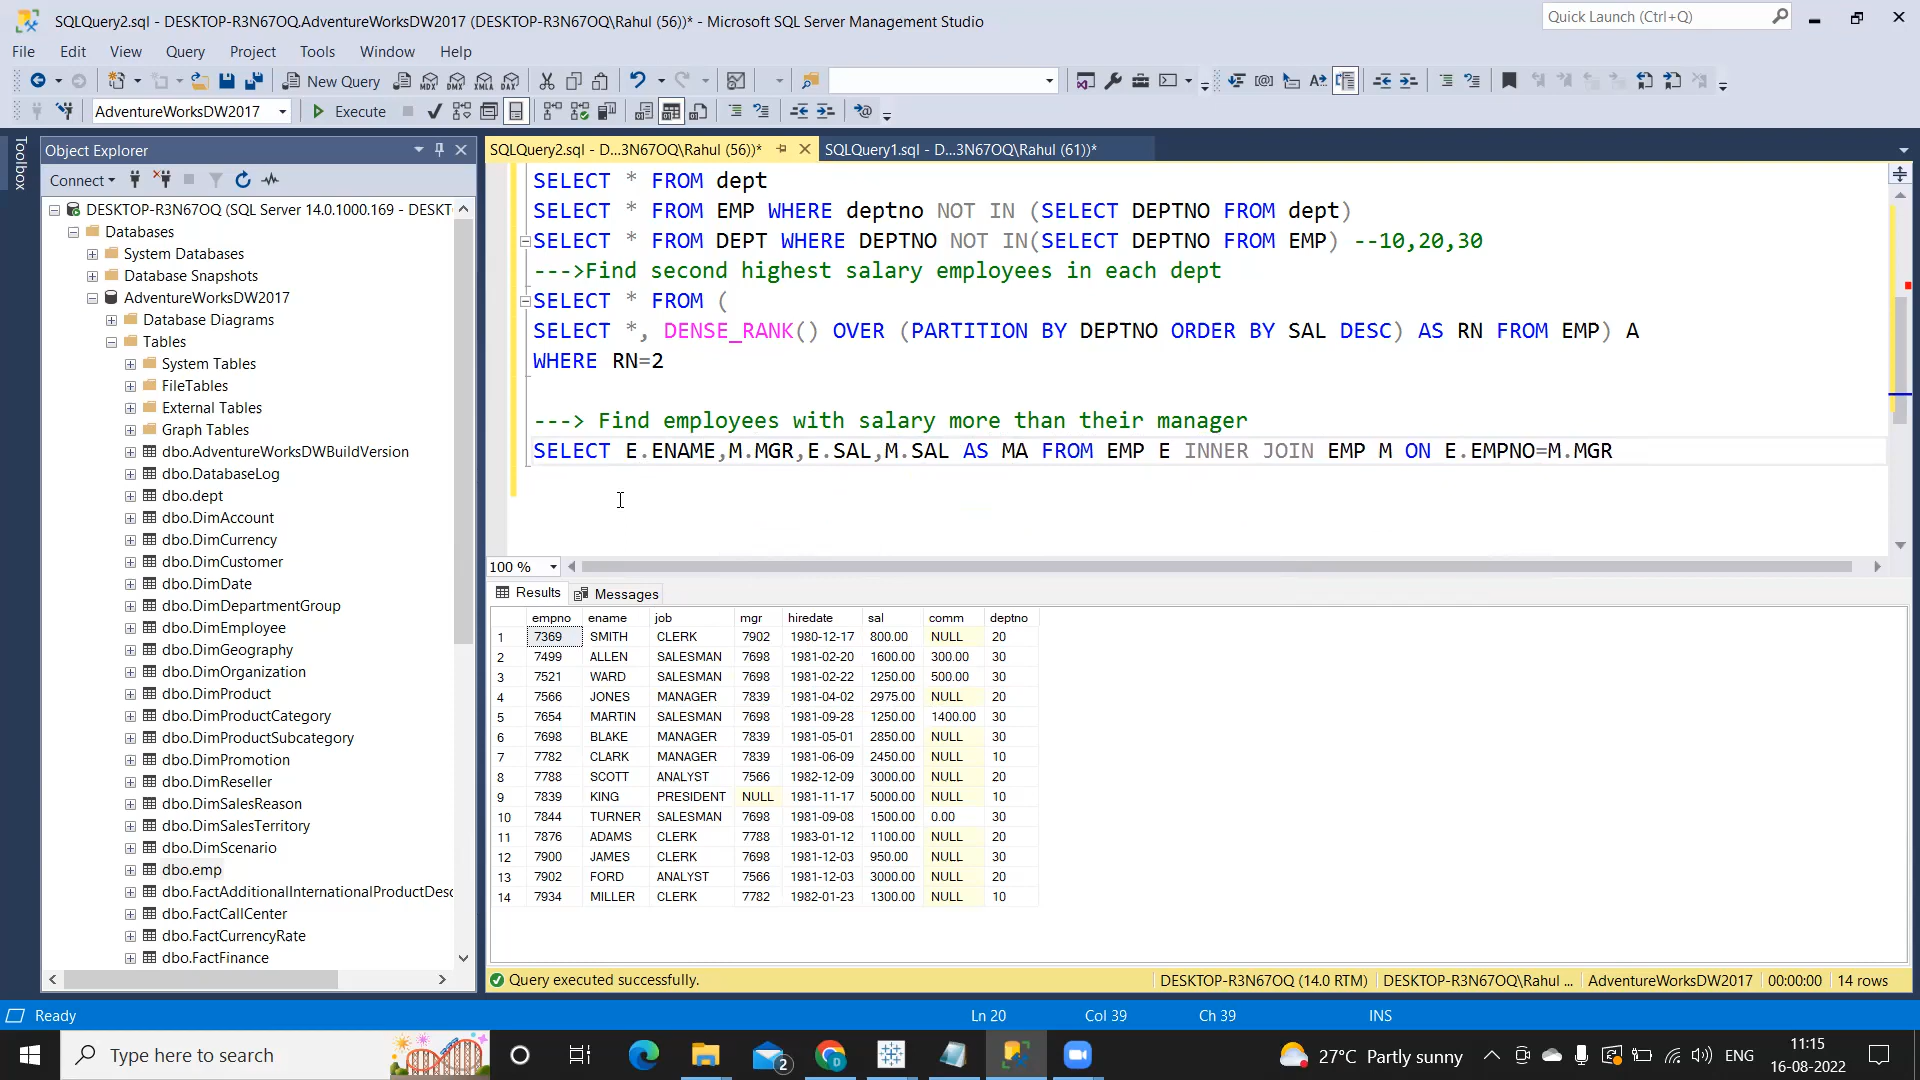 SQLQuery2.sql - DESKTOP-R3N67OQ.AdventureWorksDW2017 (DESKTOP-R3N67OQ\Rahul (56))* - Microsoft SQL Server Management Studio
Quick Launch (Ctrl+Q)
File Edit View Query Project Tools Window Help
New Query
AdventureWorksDW2017
Execute
Toolbox
Object Explorer
Connect
DESKTOP-R3N67OQ (SQL Server 14.0.1000.169 - DESKT
Databases
System Databases
Database Snapshots
AdventureWorksDW2017
Database Diagrams
Tables
System Tables
FileTables
External Tables
Graph Tables
dbo.AdventureWorksDWBuildVersion
dbo.DatabaseLog
dbo.dept
dbo.DimAccount
dbo.DimCurrency
dbo.DimCustomer
dbo.DimDate
dbo.DimDepartmentGroup
dbo.DimEmployee
dbo.DimGeography
dbo.DimOrganization
dbo.DimProduct
dbo.DimProductCategory
dbo.DimProductSubcategory
dbo.DimPromotion
dbo.DimReseller
dbo.DimSalesReason
dbo.DimSalesTerritory
dbo.DimScenario
dbo.emp
dbo.FactAdditionalInternationalProductDesc
dbo.FactCallCenter
dbo.FactCurrencyRate
dbo.FactFinance
SQLQuery2.sql - D...3N67OQ\Rahul (56))*
SQLQuery1.sql - D...3N67OQ\Rahul (61))*
SELECT * FROM dept
SELECT * FROM EMP WHERE deptno NOT IN (SELECT DEPTNO FROM dept)
SELECT * FROM DEPT WHERE DEPTNO NOT IN(SELECT DEPTNO FROM EMP) --10,20,30
--->Find second highest salary employees in each dept
SELECT * FROM (
SELECT *, DENSE_RANK() OVER (PARTITION BY DEPTNO ORDER BY SAL DESC) AS RN FROM EMP) A
WHERE RN=2
---> Find employees with salary more than their manager
SELECT E.ENAME,M.MGR,E.SAL,M.SAL AS MA FROM EMP E INNER JOIN EMP M ON E.EMPNO=M.MGR
100 %
Results Messages
empno ename job mgr hiredate sal comm deptno
1 7369 SMITH CLERK 7902 1980-12-17 800.00 NULL 20
2 7499 ALLEN SALESMAN 7698 1981-02-20 1600.00 300.00 30
3 7521 WARD SALESMAN 7698 1981-02-22 1250.00 500.00 30
4 7566 JONES MANAGER 7839 1981-04-02 2975.00 NULL 20
5 7654 MARTIN SALESMAN 7698 1981-09-28 1250.00 1400.00 30
6 7698 BLAKE MANAGER 7839 1981-05-01 2850.00 NULL 30
7 7782 CLARK MANAGER 7839 1981-06-09 2450.00 NULL 10
8 7788 SCOTT ANALYST 7566 1982-12-09 3000.00 NULL 20
9 7839 KING PRESIDENT NULL 1981-11-17 5000.00 NULL 10
10 7844 TURNER SALESMAN 7698 1981-09-08 1500.00 0.00 30
11 7876 ADAMS CLERK 7788 1983-01-12 1100.00 NULL 20
12 7900 JAMES CLERK 7698 1981-12-03 950.00 NULL 30
13 7902 FORD ANALYST 7566 1981-12-03 3000.00 NULL 20
14 7934 MILLER CLERK 7782 1982-01-23 1300.00 NULL 10
Query executed successfully.
DESKTOP-R3N67OQ (14.0 RTM) DESKTOP-R3N67OQ\Rahul ... AdventureWorksDW2017 00:00:00 14 rows
Ready Ln 20 Col 39 Ch 39 INS
Type here to search
2
27°C Partly sunny
ENG
11:15
16-08-2022